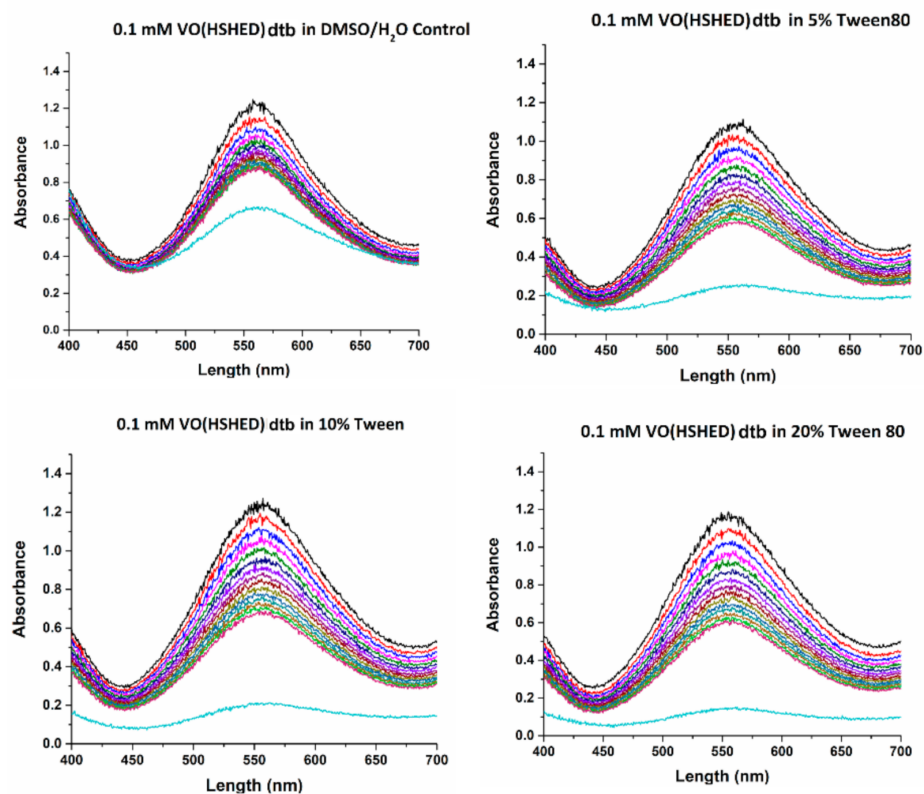 0.1 mM VO(HSHED) dtb in DMSO/H₂O Control
1.4
1.2
1.0
0.8
0.6
0.4
0.2
0.0
Absorbance
400 450 500 550 600 650 700
Length (nm)
0.1 mM VO(HSHED) dtb in 5% Tween80
1.4
1.2
1.0
0.8
0.6
0.4
0.2
0.0
Absorbance
400 450 500 550 600 650 700
Length (nm)
0.1 mM VO(HSHED) dtb in 10% Tween
1.4
1.2
1.0
0.8
0.6
0.4
0.2
0.0
Absorbance
400 450 500 550 600 650 700
Length (nm)
0.1 mM VO(HSHED) dtb in 20% Tween 80
1.4
1.2
1.0
0.8
0.6
0.4
0.2
0.0
Absorbance
400 450 500 550 600 650 700
Length (nm)